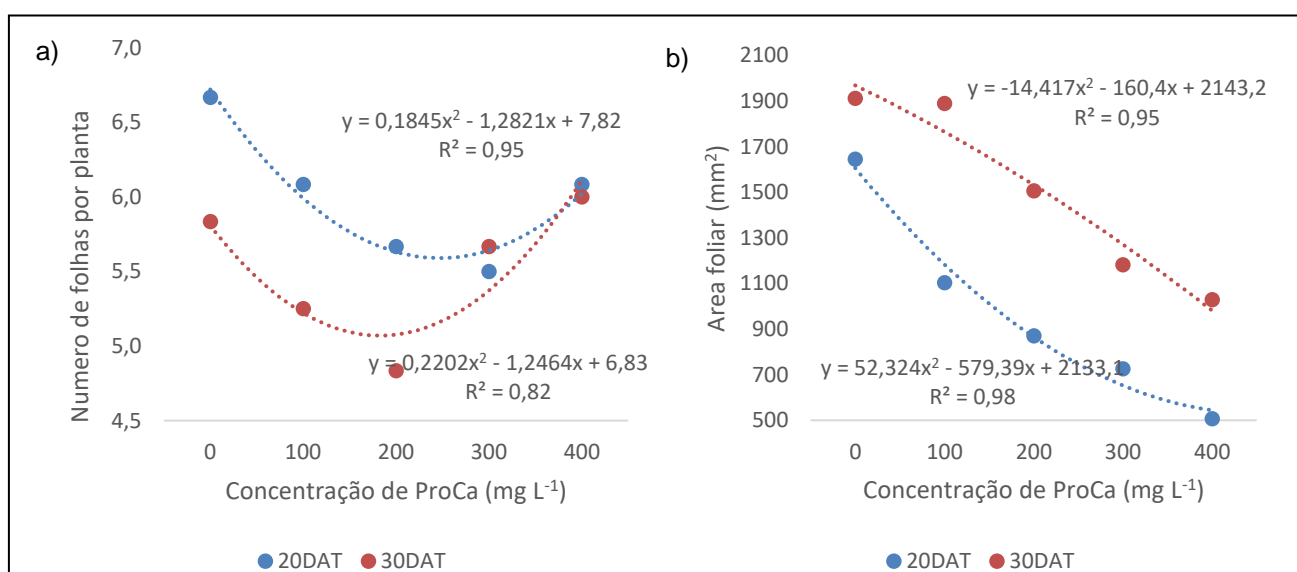 a)
Numero de folhas por planta
7,0
6,5
6,0
5,5
5,0
4,5
y = 0,1845x² - 1,2821x + 7,82
R² = 0,95
y = 0,2202x² - 1,2464x + 6,83
R² = 0,82
0 100 200 300 400
Concentração de ProCa (mg L⁻¹)
20DAT 30DAT
b)
Area foliar (mm²)
2100
1900
1700
1500
1300
1100
900
700
500
y = -14,417x² - 160,4x + 2143,2
R² = 0,95
y = 52,324x² - 579,39x + 2133,1
R² = 0,98
0 100 200 300 400
Concentração de ProCa (mg L⁻¹)
20DAT 30DAT